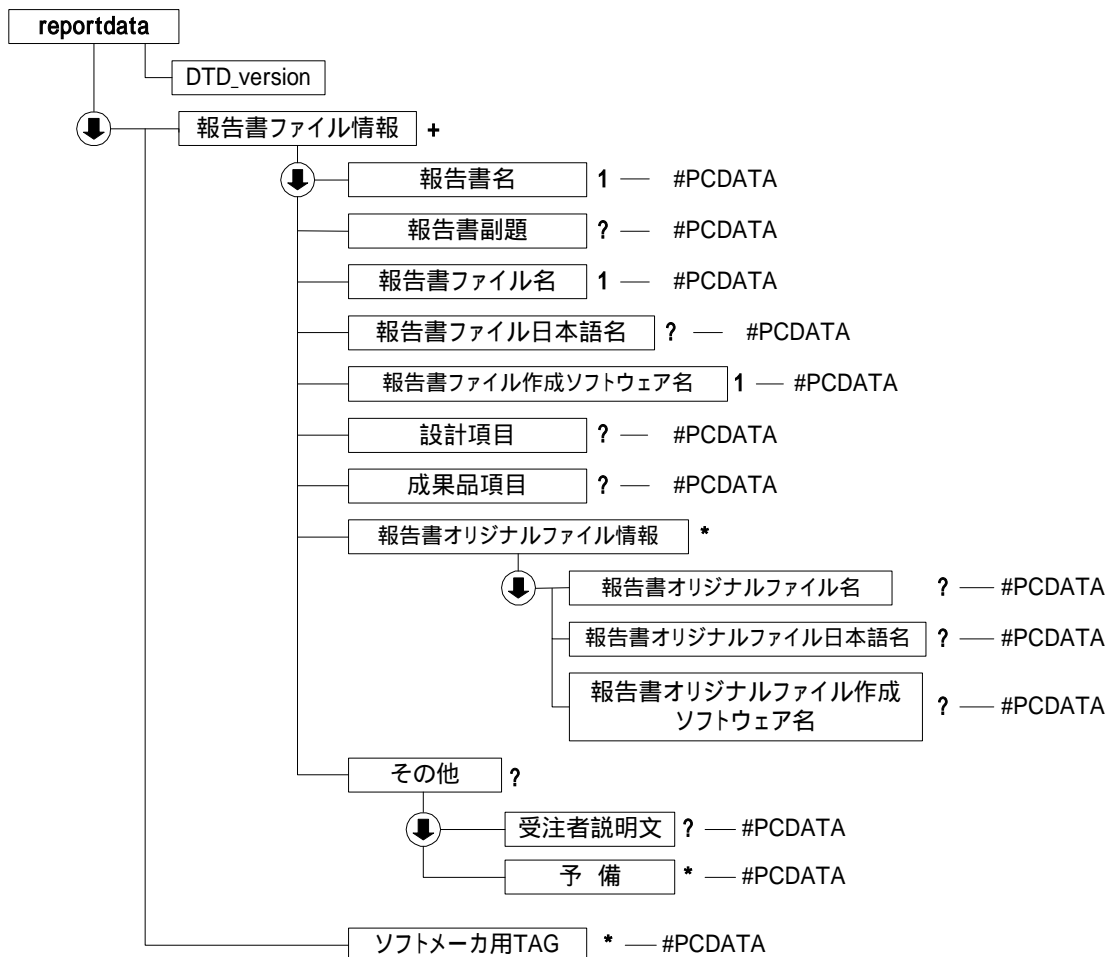 reportdata
DTD_version
報告書ファイル情報 +
報告書名 1 — #PCDATA
報告書副題 ? — #PCDATA
報告書ファイル名 1 — #PCDATA
報告書ファイル日本語名 ? — #PCDATA
報告書ファイル作成ソフトウェア名 1 — #PCDATA
設計項目 ? — #PCDATA
成果品項目 ? — #PCDATA
報告書オリジナルファイル情報 *
報告書オリジナルファイル名 ? — #PCDATA
報告書オリジナルファイル日本語名 ? — #PCDATA
報告書オリジナルファイル作成
ソフトウェア名 ? — #PCDATA
その他 ?
受注者説明文 ? — #PCDATA
予 備 * — #PCDATA
ソフトメーカ用TAG * — #PCDATA